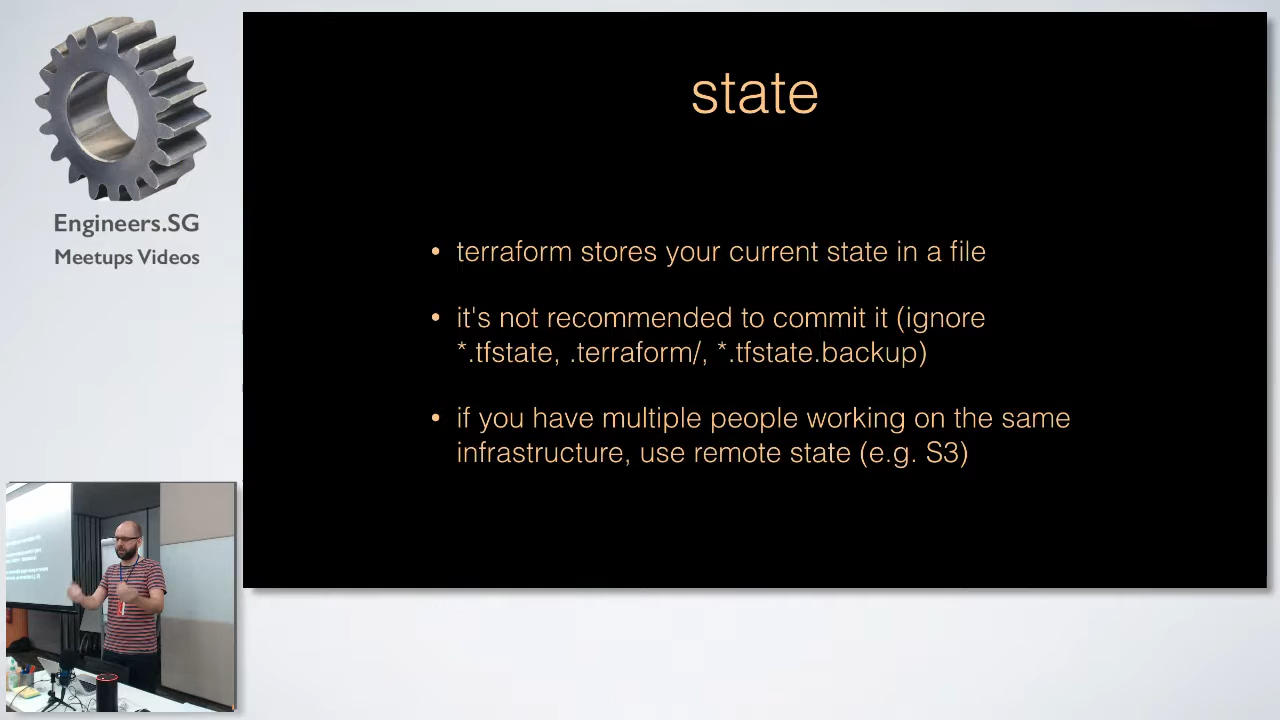 Engineers.SG
Meetups Videos
state
• terraform stores your current state in a file
• it's not recommended to commit it (ignore
*.tfstate, .terraform/, *.tfstate.backup)
• if you have multiple people working on the same
infrastructure, use remote state (e.g. S3)